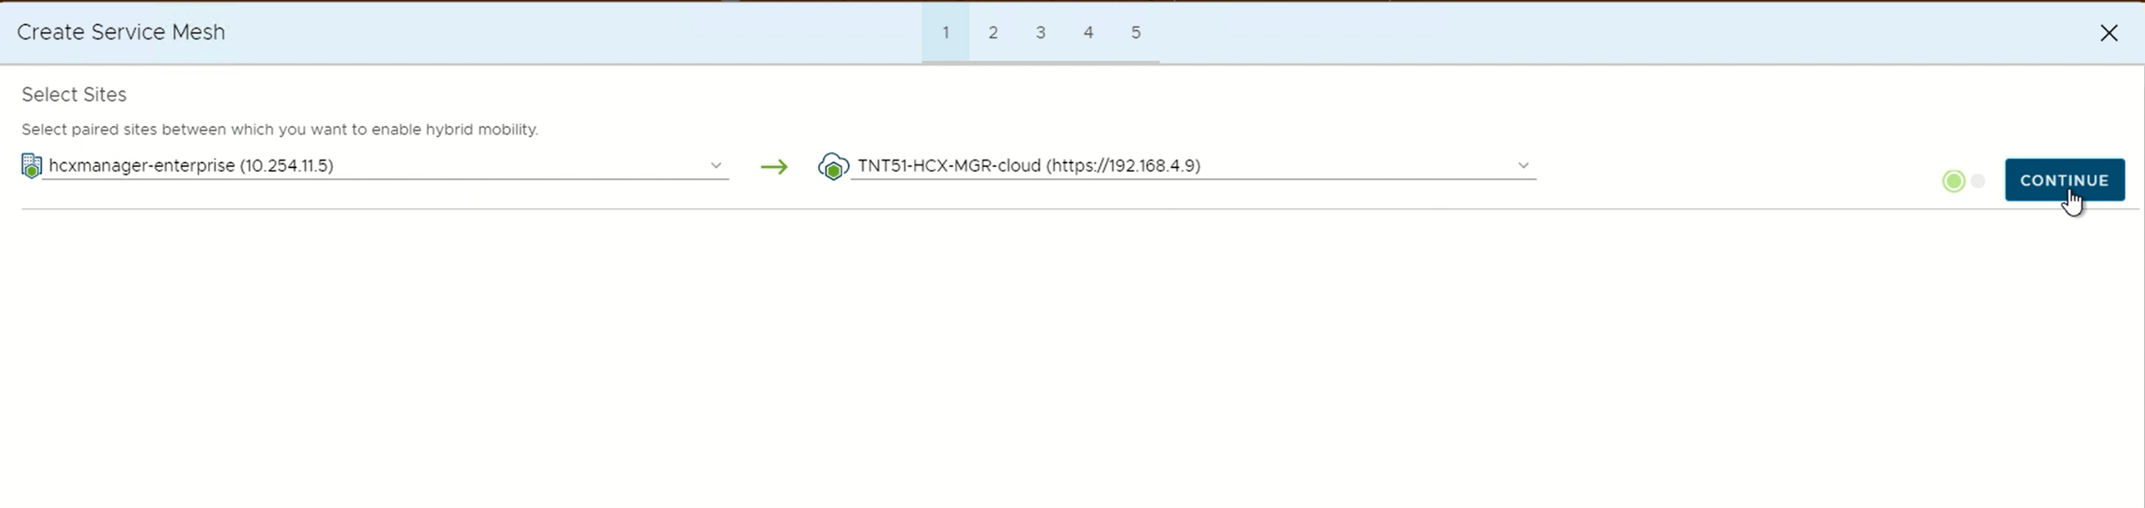 Create Service Mesh
1 2 3 4 5
Select Sites
Select paired sites between which you want to enable hybrid mobility.
hcxmanager-enterprise (10.254.11.5)
TNT51-HCX-MGR-cloud (https://192.168.4.9)
CONTINUE